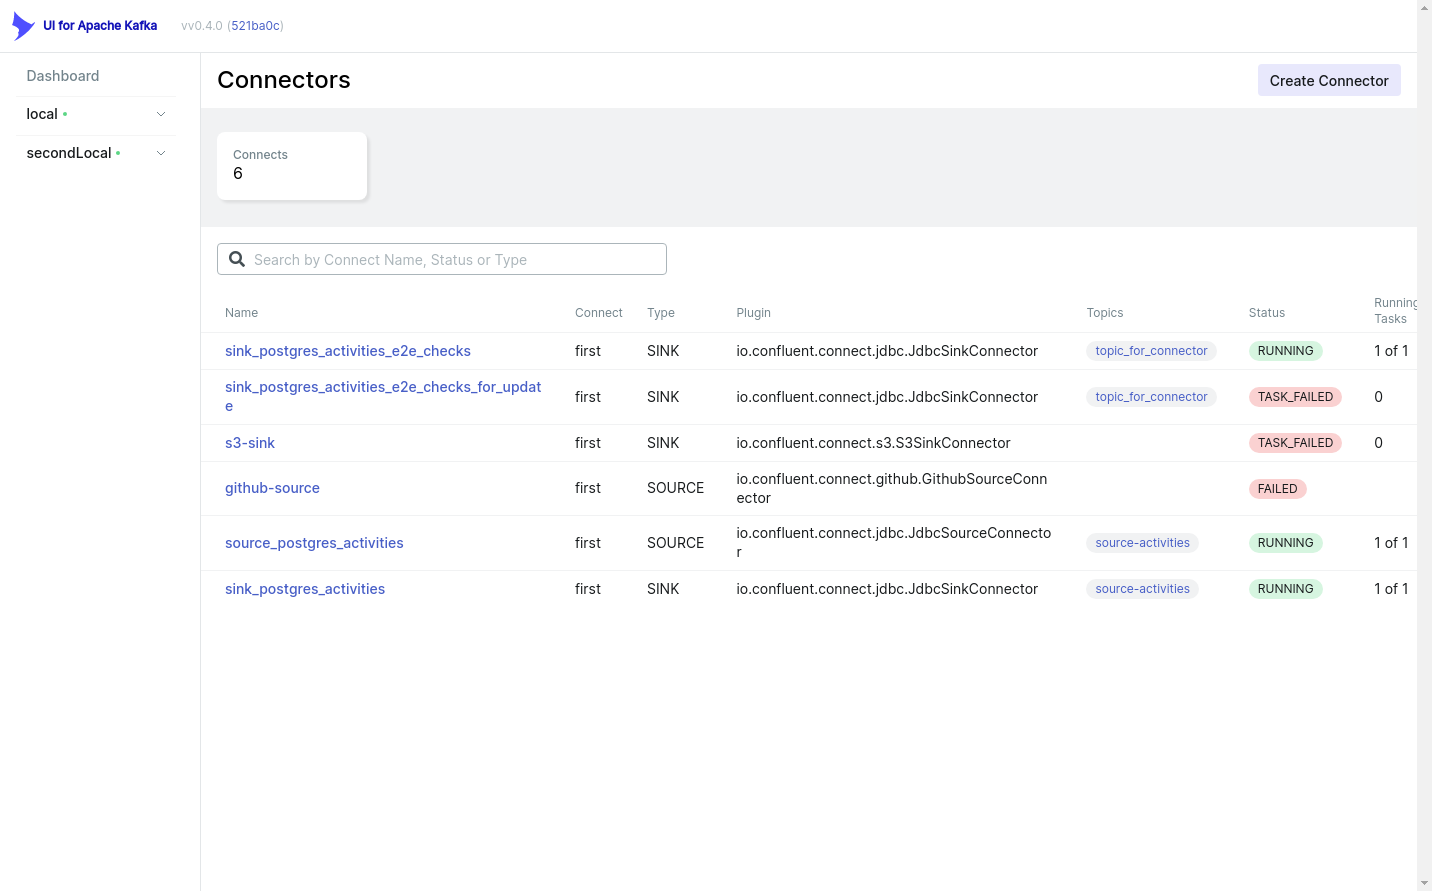 UI for Apache Kafka vv0.4.0 (521ba0c)
Dashboard
local
secondLocal
Connectors
Create Connector
Connects
6
Search by Connect Name, Status or Type
Name Connect Type Plugin Topics Status Running
Tasks
sink_postgres_activities_e2e_checks first SINK io.confluent.connect.jdbc.JdbcSinkConnector topic_for_connector RUNNING 1 of 1
sink_postgres_activities_e2e_checks_for_updat
e first SINK io.confluent.connect.jdbc.JdbcSinkConnector topic_for_connector TASK_FAILED 0
s3-sink first SINK io.confluent.connect.s3.S3SinkConnector TASK_FAILED 0
github-source first SOURCE io.confluent.connect.github.GithubSourceConn
ector FAILED
source_postgres_activities first SOURCE io.confluent.connect.jdbc.JdbcSourceConnecto
r source-activities RUNNING 1 of 1
sink_postgres_activities first SINK io.confluent.connect.jdbc.JdbcSinkConnector source-activities RUNNING 1 of 1